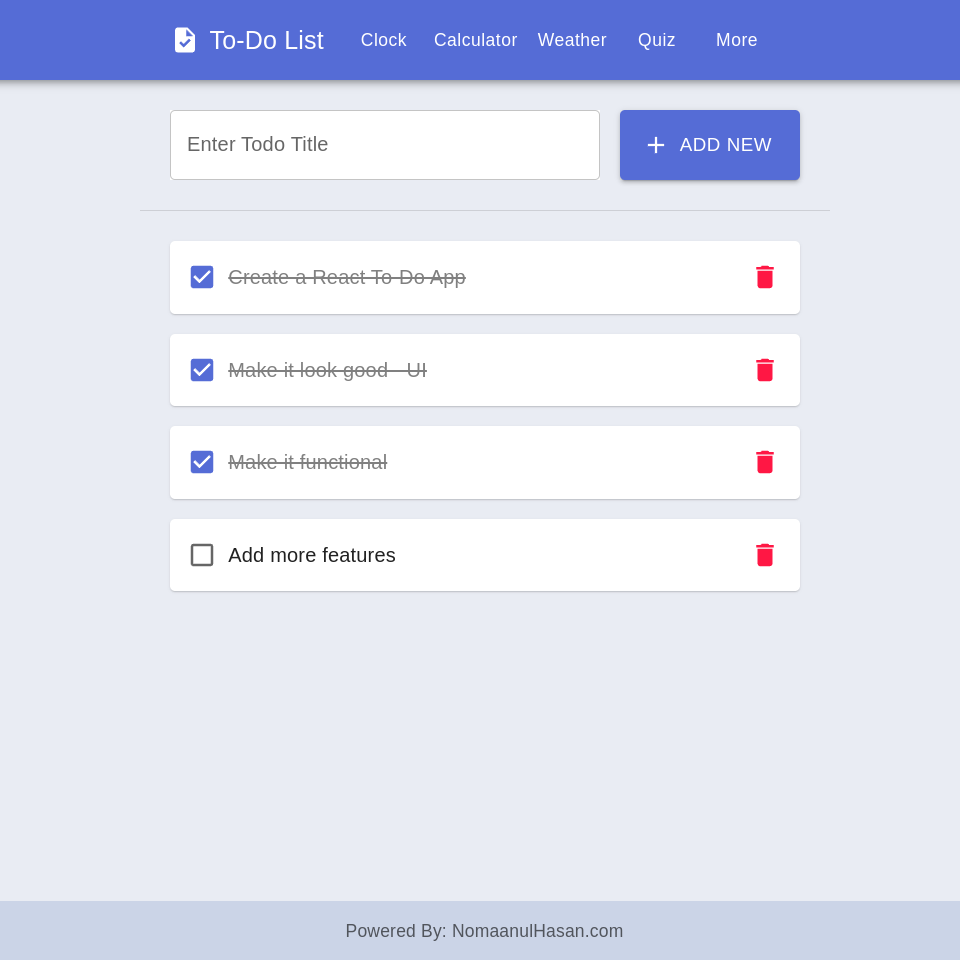 To-Do List Clock Calculator Weather Quiz More
Enter Todo Title
ADD NEW
Create a React To-Do App
Make it look good - UI
Make it functional
Add more features
Powered By: NomaanulHasan.com